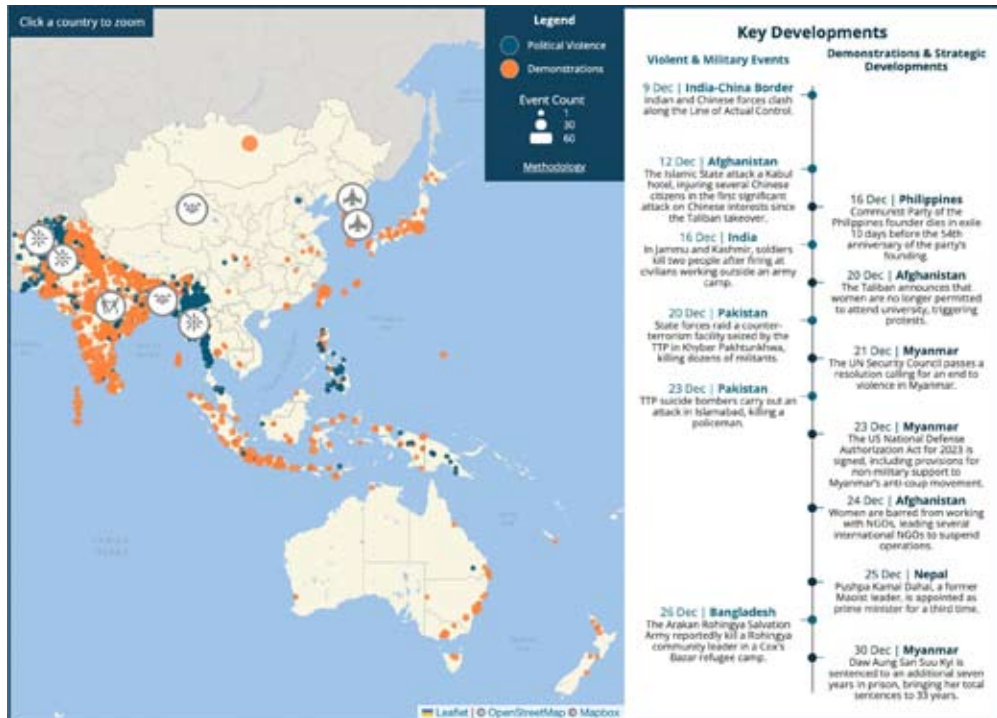 Click a country to zoom
Legend
Political Violence
Demonstrations
Event Count
1
30
60
Methodology
Key Developments
Violent & Military Events
Demonstrations & Strategic
Developments
9 Dec | India-China Border
Indian and Chinese forces clash
along the Line of Actual Control.
12 Dec | Afghanistan
The Islamic State attack a Kabul
hotel, injuring several Chinese
citizens in the first significant
attack on Chinese interests since
the Taliban takeover.
16 Dec | Philippines
Communist Party of the
Philippines founder dies in exile
10 days before the 54th
anniversary of the party's
founding.
16 Dec | India
In Jammu and Kashmir, soldiers
kill two people after firing at
civilians working outside an army
camp.
20 Dec | Afghanistan
The Taliban announces that
women are no longer permitted
to attend university, triggering
protests.
20 Dec | Pakistan
State forces raid a counter-
terrorism facility seized by the
TTP in Khyber Pakhtunkhwa,
killing dozens of militants.
21 Dec | Myanmar
The UN Security Council passes a
resolution calling for an end to
violence in Myanmar.
23 Dec | Pakistan
TTP suicide bombers carry out an
attack in Islamabad, killing a
policeman.
23 Dec | Myanmar
The US National Defense
Authorization Act for 2023 is
signed, including provisions for
non-military support to
Myanmar's anti-coup movement.
24 Dec | Afghanistan
Women are barred from working
with NGOs, leading several
international NGOs to suspend
operations.
25 Dec | Nepal
Pushpa Kamal Dahal, a former
Maoist leader, is appointed as
prime minister for a third time.
26 Dec | Bangladesh
The Arakan Rohingya Salvation
Army reportedly kill a Rohingya
community leader in a Cox's
Bazar refugee camp.
30 Dec | Myanmar
Daw Aung San Suu Kyi is
sentenced to an additional seven
years in prison, bringing her total
sentences to 33 years.
Leaflet | © OpenStreetMap © Mapbox